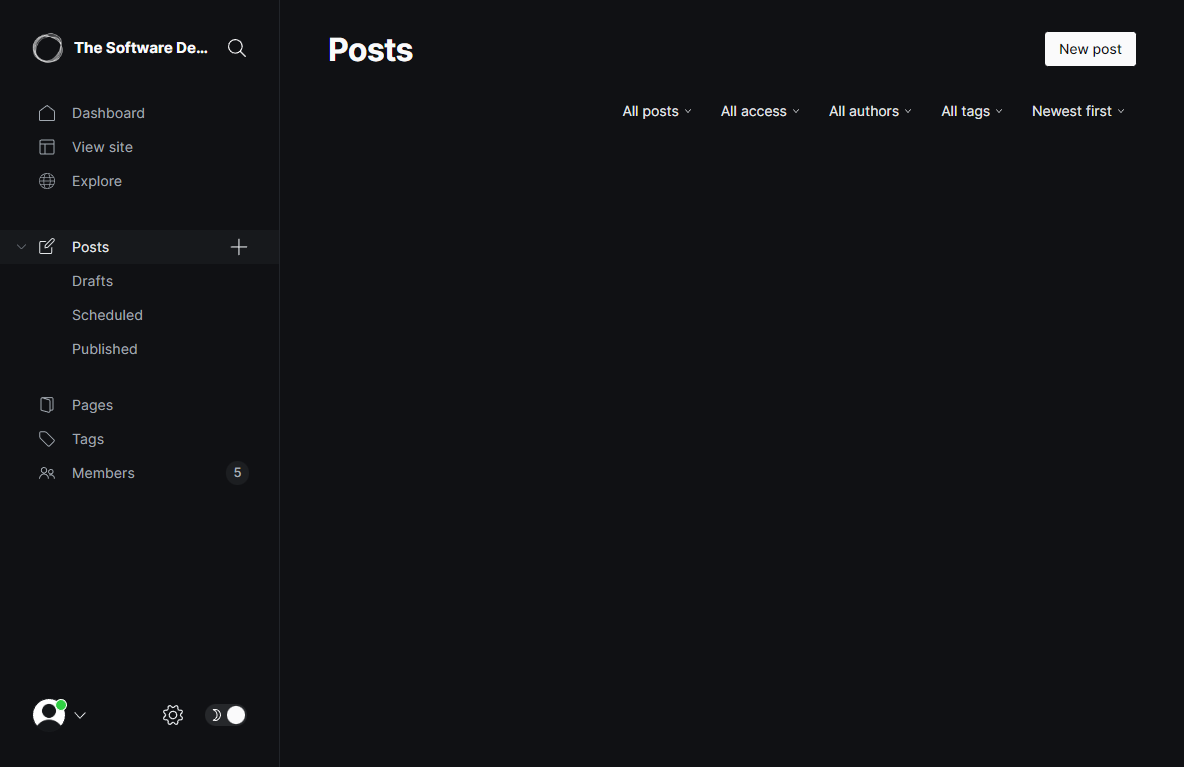 The Software De...
Dashboard
View site
Explore
Posts
Drafts
Scheduled
Published
Pages
Tags
Members 5
Posts
New post
All posts All access All authors All tags Newest first